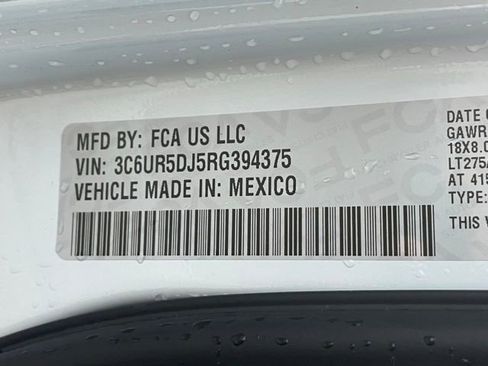 MFD BY: FCA US LLC
VIN: 3C6UR5DJ5RG394375
VEHICLE MADE IN: MEXICO
DATE O
GAWR
18X8.0
LT275/
AT 415
TYPE:
THIS V